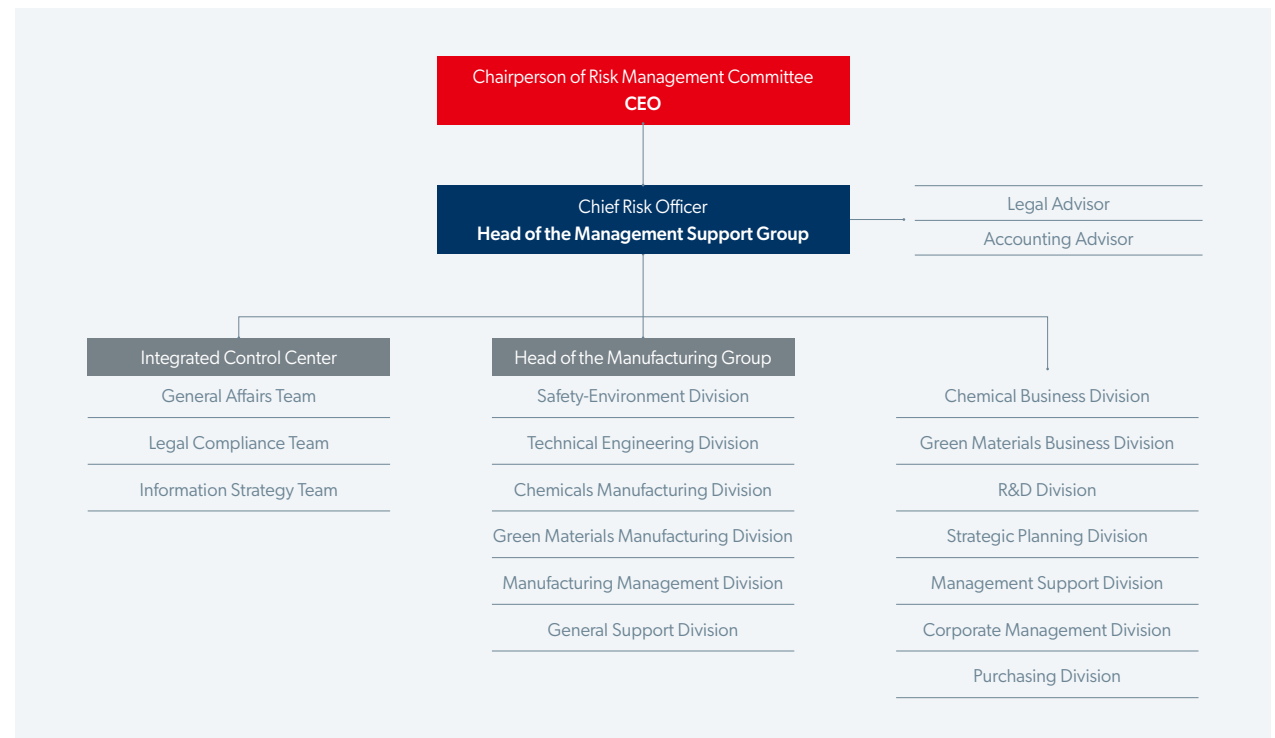 Chairperson of Risk Management Committee
CEO
Chief Risk Officer
Head of the Management Support Group
Legal Advisor
Accounting Advisor
Integrated Control Center
General Affairs Team
Legal Compliance Team
Information Strategy Team
Head of the Manufacturing Group
Safety-Environment Division
Technical Engineering Division
Chemicals Manufacturing Division
Green Materials Manufacturing Division
Manufacturing Management Division
General Support Division
Chemical Business Division
Green Materials Business Division
R&D Division
Strategic Planning Division
Management Support Division
Corporate Management Division
Purchasing Division